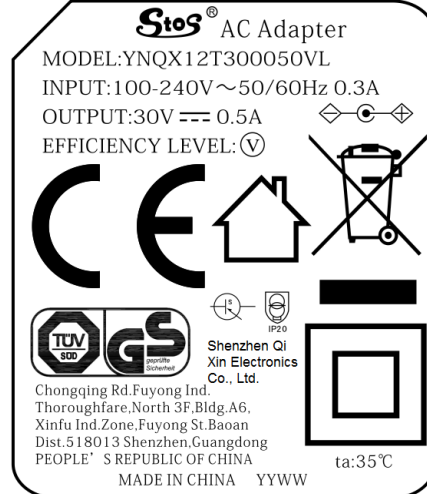 Stos® AC Adapter
MODEL:YNQX12T300050VL
INPUT:100-240V～50/60Hz 0.3A
OUTPUT:30V ⎓ 0.5A
EFFICIENCY LEVEL:Ⓥ
CE
TÜV
SÜD
GS
geprüfte
Sicherheit
S
IP20
Shenzhen Qi
Xin Electronics
Co., Ltd.
Chongqing Rd.Fuyong Ind.
Thoroughfare,North 3F,Bldg.A6,
Xinfu Ind.Zone,Fuyong St.Baoan
Dist.518013 Shenzhen,Guangdong
PEOPLE’S REPUBLIC OF CHINA
ta:35℃
MADE IN CHINA YYWW